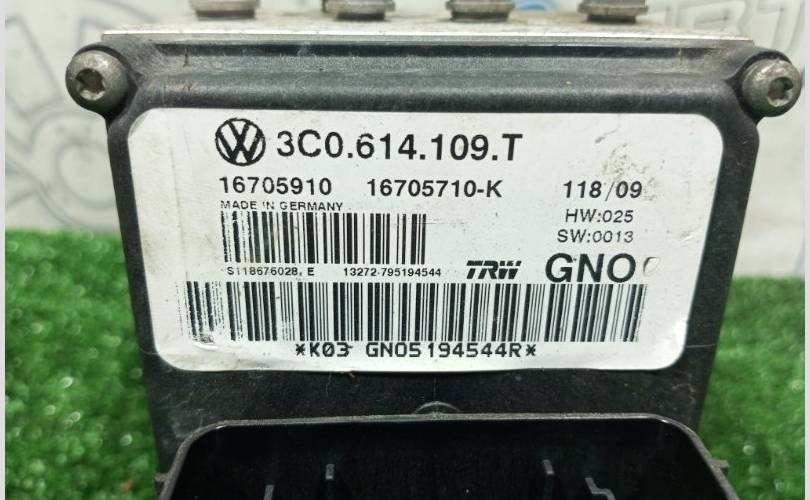 3C0.614.109.T
16705910 16705710-K 118/09
MADE IN GERMANY
HW:025
SW:0013
S118676028, E 13272-795194544 TRW GNO
*K03 GN05194544R*